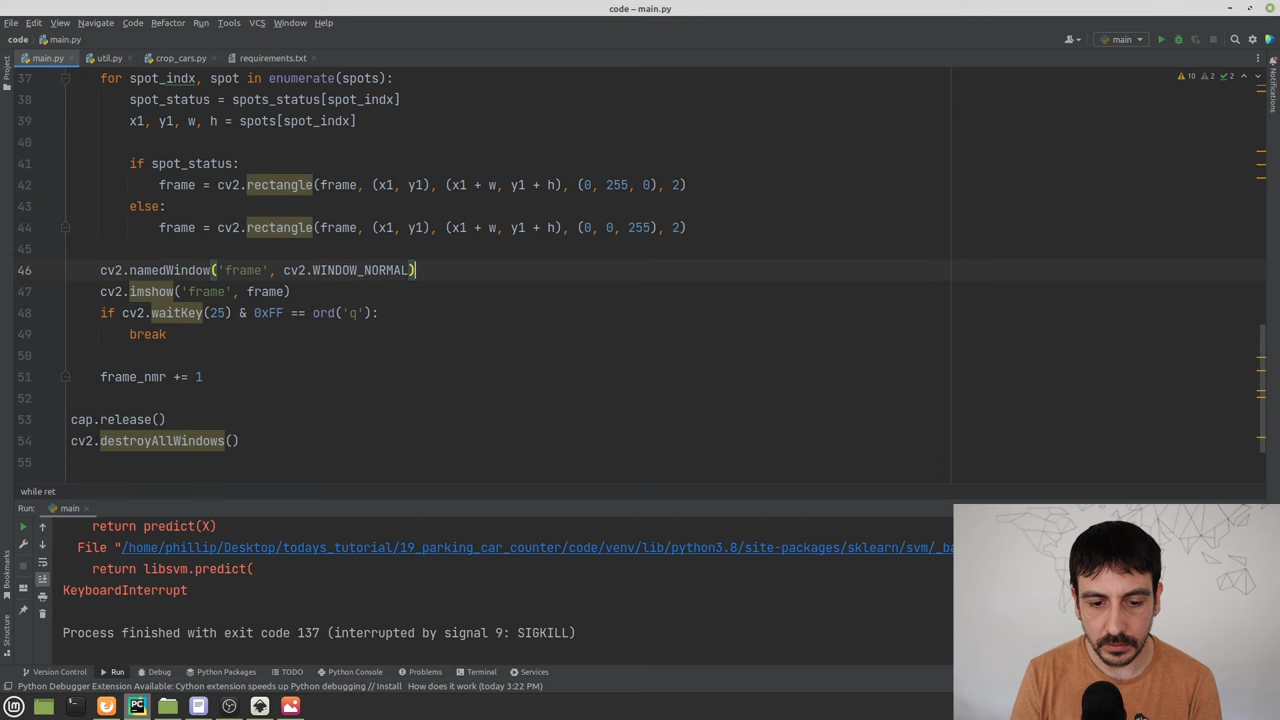 code – main.py
File Edit View Navigate Code Refactor Run Tools VCS Window Help
code main.py main
main.py util.py crop_cars.py requirements.txt
Project
Notifications
10 2 2
37 for spot_indx, spot in enumerate(spots):
38 spot_status = spots_status[spot_indx]
39 x1, y1, w, h = spots[spot_indx]
40
41 if spot_status:
42 frame = cv2.rectangle(frame, (x1, y1), (x1 + w, y1 + h), (0, 255, 0), 2)
43 else:
44 frame = cv2.rectangle(frame, (x1, y1), (x1 + w, y1 + h), (0, 0, 255), 2)
45
46 cv2.namedWindow('frame', cv2.WINDOW_NORMAL)
47 cv2.imshow('frame', frame)
48 if cv2.waitKey(25) & 0xFF == ord('q'):
49 break
50
51 frame_nmr += 1
52
53 cap.release()
54 cv2.destroyAllWindows()
55
while ret
Run: main
return predict(X)
File "/home/phillip/Desktop/todays_tutorial/19_parking_car_counter/code/venv/lib/python3.8/site-packages/sklearn/svm/_ba
return libsvm.predict(
KeyboardInterrupt
Process finished with exit code 137 (interrupted by signal 9: SIGKILL)
Bookmarks
Structure
Version Control Run Debug Python Packages TODO Python Console Problems Terminal Services
Python Debugger Extension Available: Cython extension speeds up Python debugging // Install How does it work (today 3:22 PM)